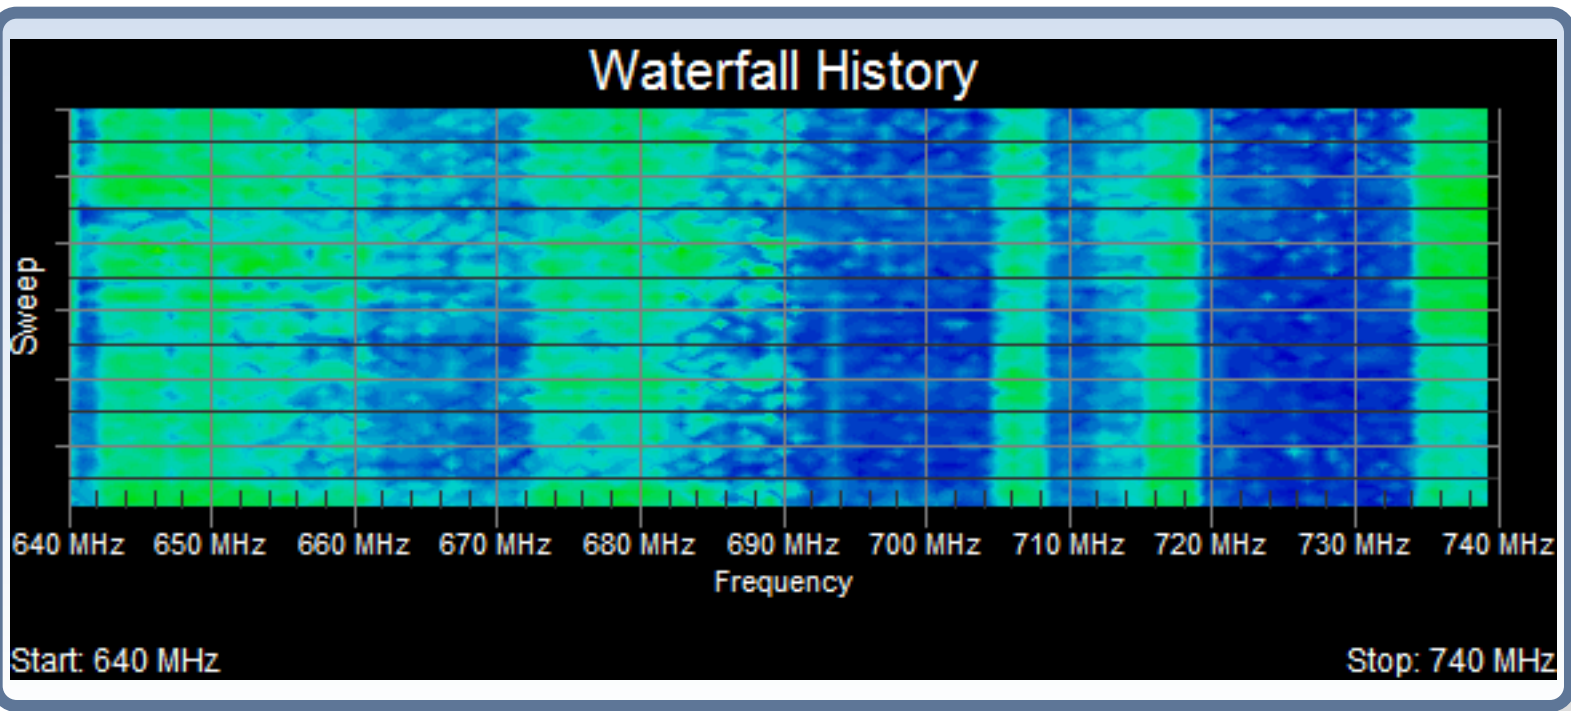 Waterfall History
Sweep
640 MHz 650 MHz 660 MHz 670 MHz 680 MHz 690 MHz 700 MHz 710 MHz 720 MHz 730 MHz 740 MHz
Frequency
Start: 640 MHz Stop: 740 MHz